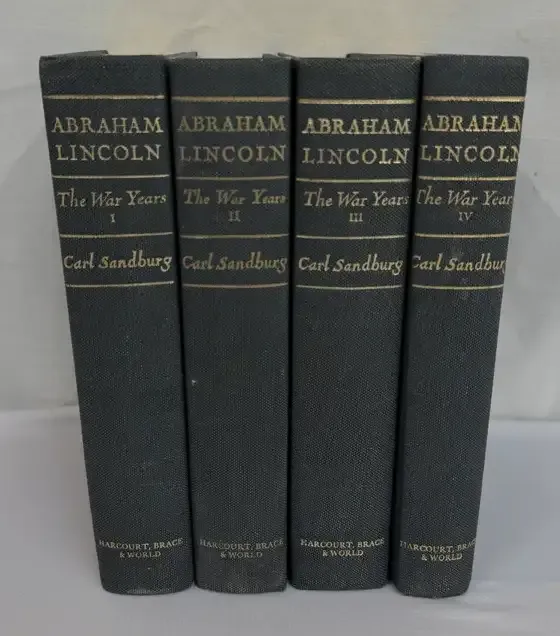 ABRAHAM
LINCOLN
The War Years
I
Carl Sandburg
HARCOURT, BRACE
& WORLD
ABRAHAM
LINCOLN
The War Years
II
Carl Sandburg
HARCOURT, BRACE
& WORLD
ABRAHAM
LINCOLN
The War Years
III
Carl Sandburg
HARCOURT, BRACE
& WORLD
ABRAHAM
LINCOLN
The War Years
IV
Carl Sandburg
HARCOURT, BRACE
& WORLD